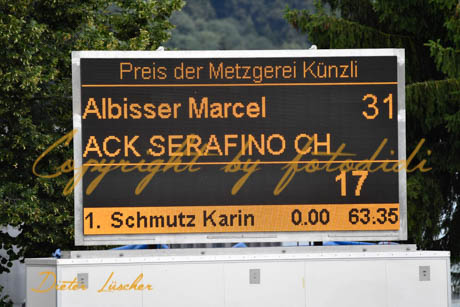 Preis der Metzgerei Künzli
Albisser Marcel 31
ACK SERAFINO CH
Copyright by fotodidi
17
1. Schmutz Karin 0.00 63.35
Dieter Lüscher